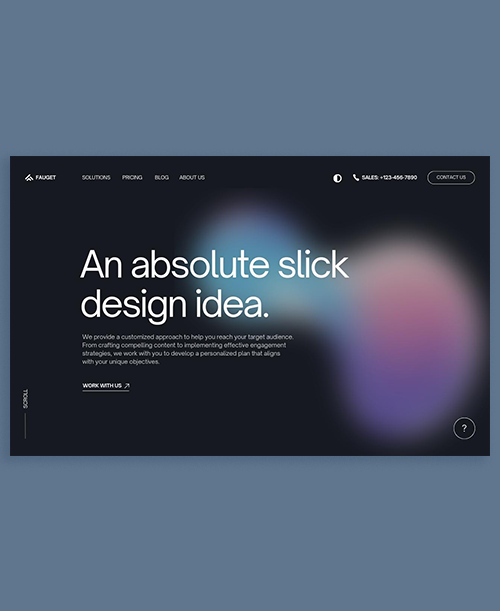 FAUGET
SOLUTIONS
PRICING
BLOG
ABOUT US
SALES: +123-456-7890
CONTACT US
An absolute slick
design idea.
We provide a customized approach to help you reach your target audience.
From crafting compelling content to implementing effective engagement
strategies, we work with you to develop a personalized plan that aligns
with your unique objectives.
WORK WITH US
SCROLL
?